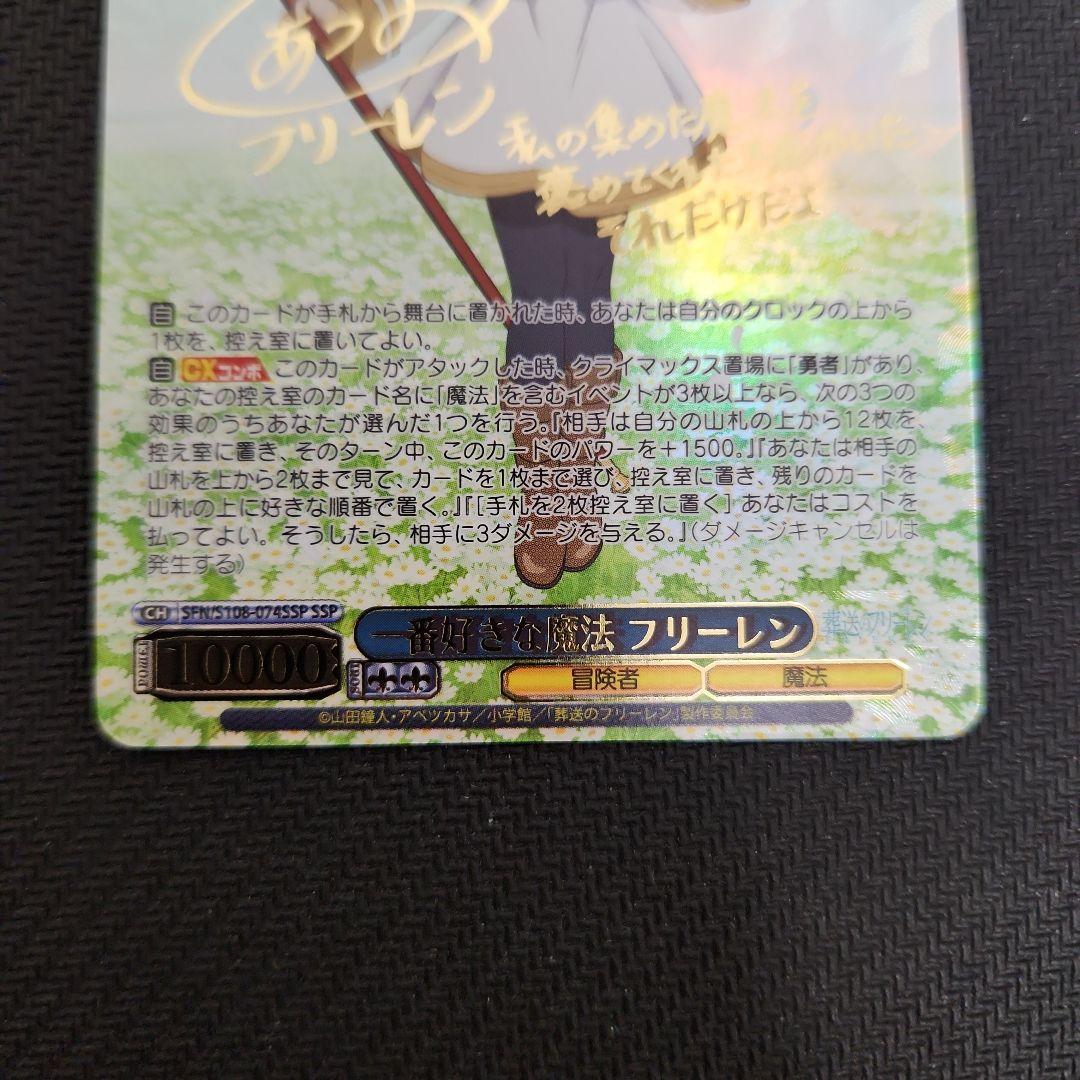 あつみ
フリーレン
私の集めた
褒めてくれた
それだけだよ
自 このカードが手札から舞台に置かれた時、あなたは自分のクロックの上から
1枚を、控え室に置いてよい。
自 CXコンボ このカードがアタックした時、クライマックス置場に「勇者」があり、
あなたの控え室のカード名に「魔法」を含むイベントが3枚以上なら、次の3つの
効果のうちあなたが選んだ1つを行う。『相手は自分の山札の上から12枚を、
控え室に置き、そのターン中、このカードのパワーを＋1500。』『あなたは相手の
山札を上から2枚まで見て、カードを1枚まで選び、控え室に置き、残りのカードを
山札の上に好きな順番で置く。』『［手札を2枚控え室に置く］あなたはコストを
払ってよい。そうしたら、相手に3ダメージを与える。』（ダメージキャンセルは
発生する）
CH SFN/S108-074SSP SSP
一番好きな魔法 フリーレン
葬送のフリーレン
POWER 10000 SOUL
冒険者 魔法
©山田鐘人・アベツカサ／小学館／「葬送のフリーレン」製作委員会